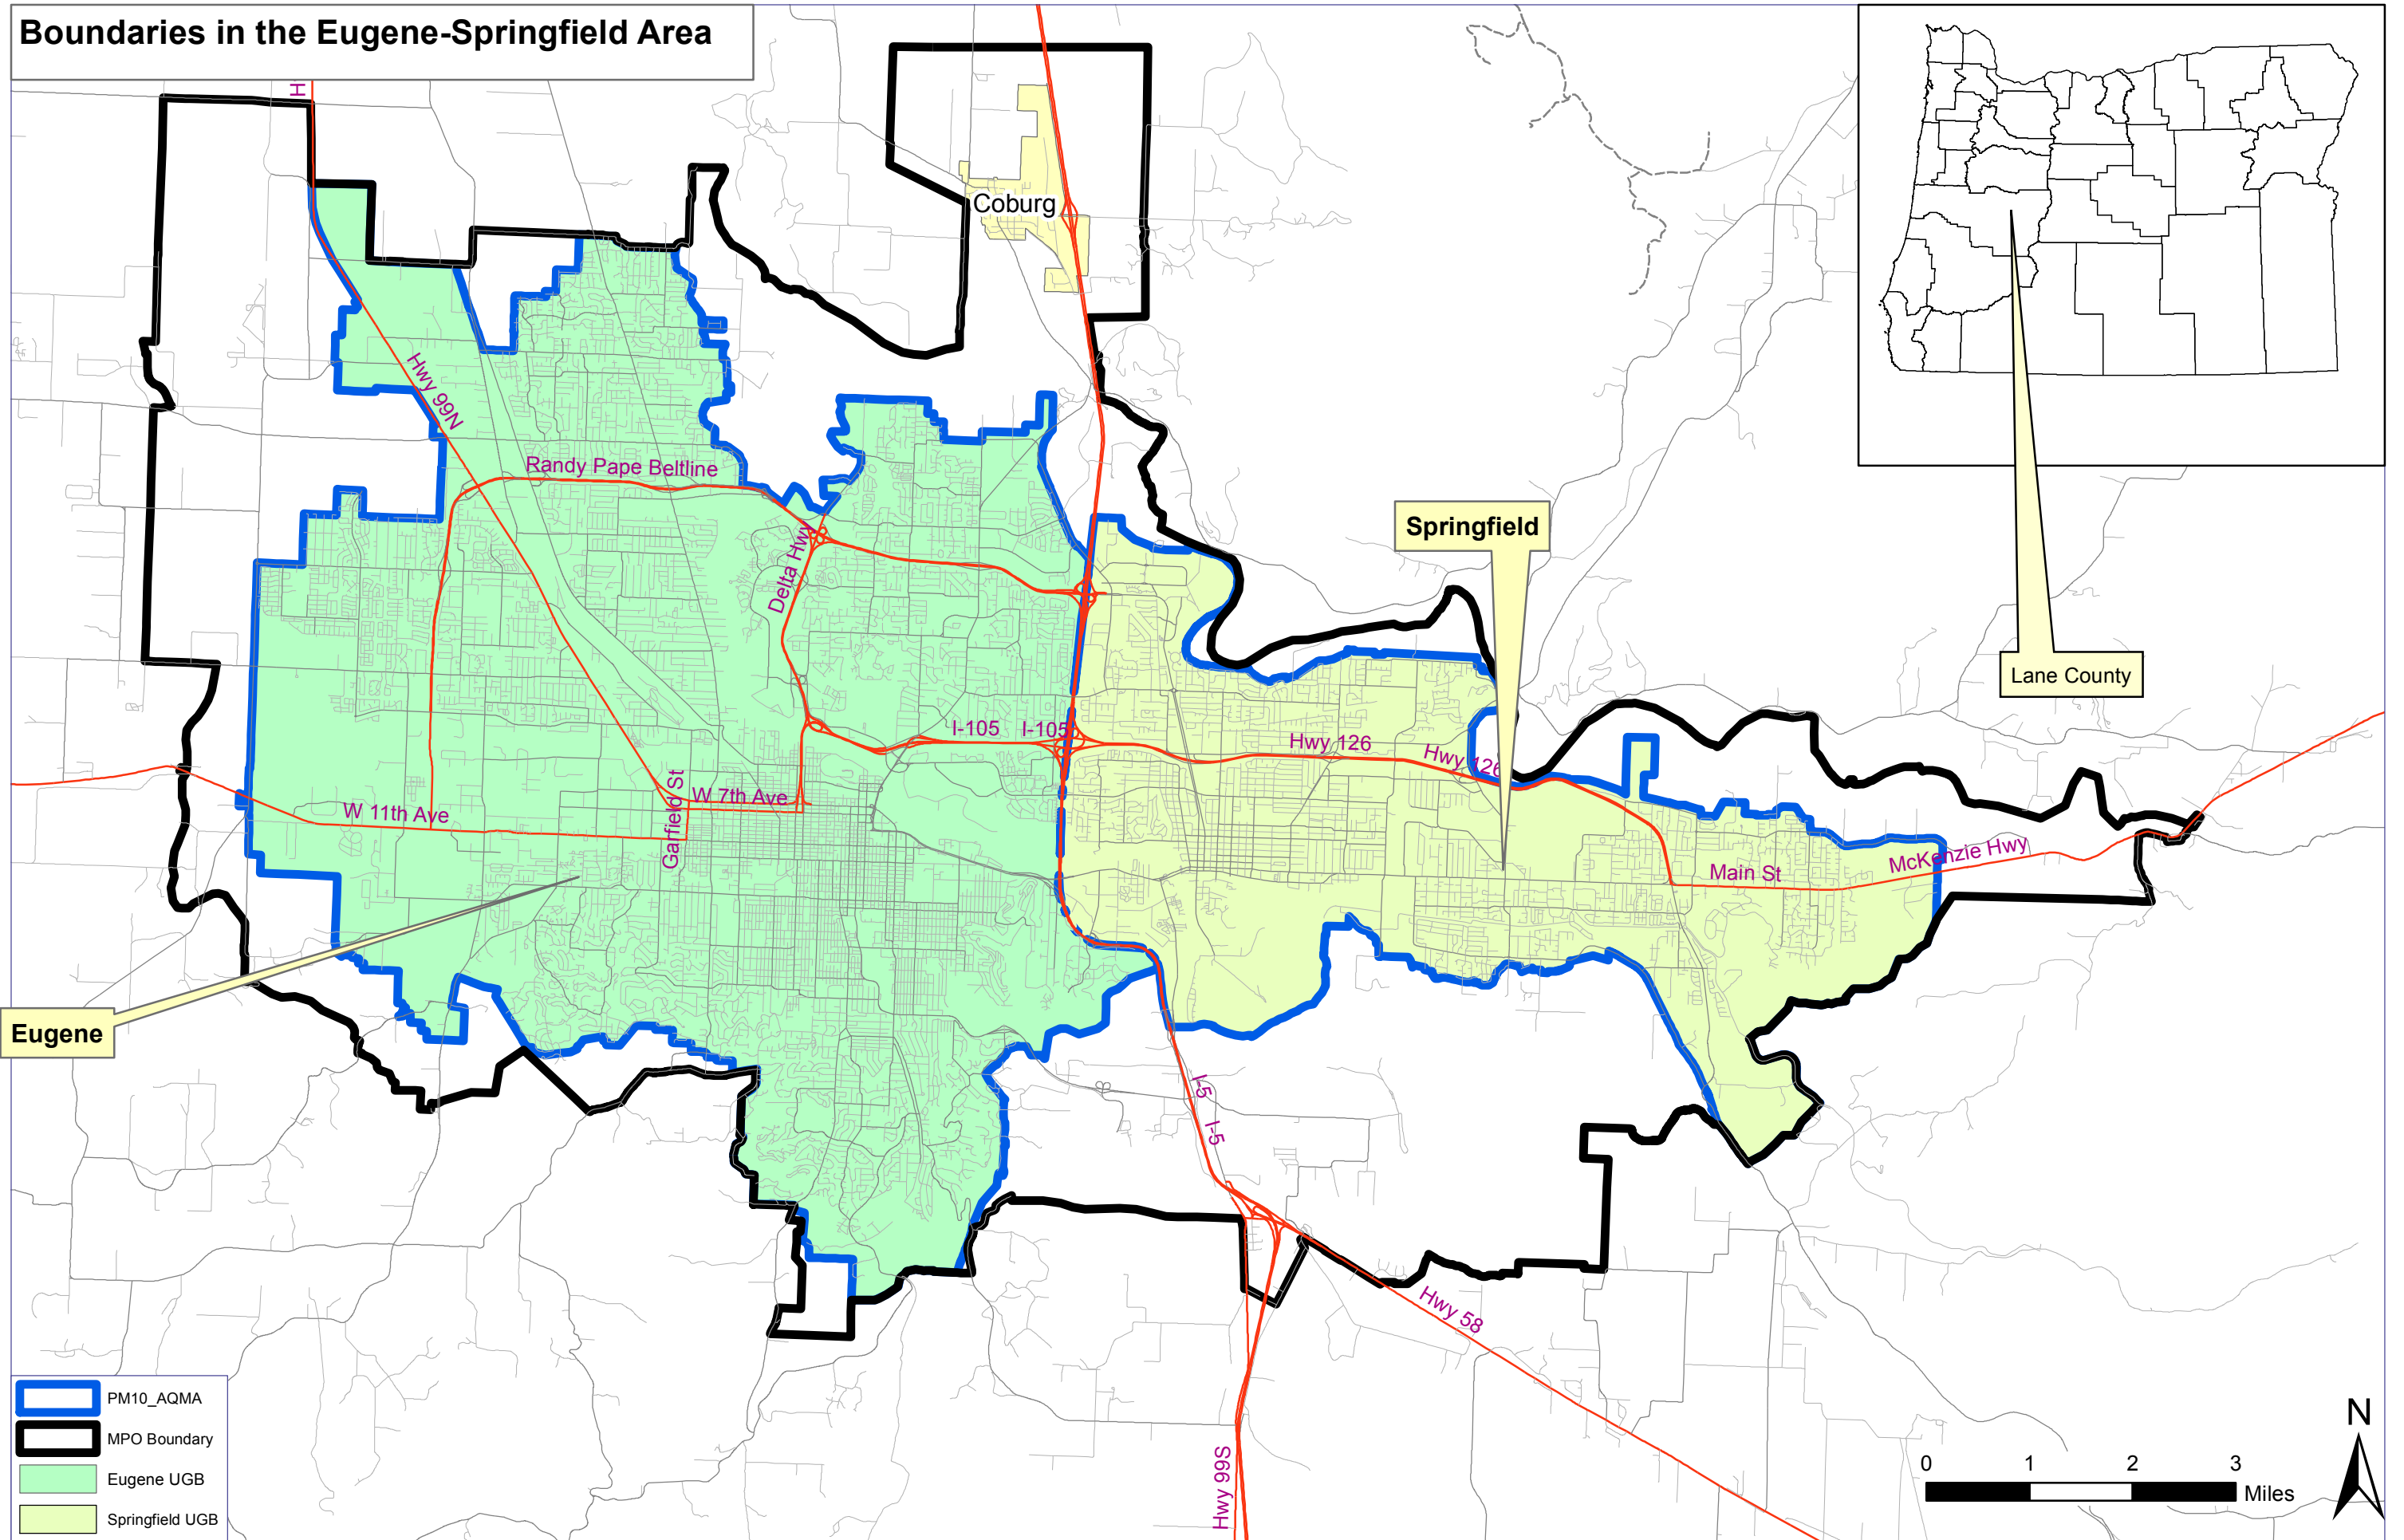 Boundaries in the Eugene-Springfield Area
H
Coburg
Hwy 99N
Randy Pape Beltline
Delta Hwy
Springfield
Lane County
I-105
I-105
Hwy 126
Hwy 126
Garfield St
W 7th Ave
W 11th Ave
Main St
McKenzie Hwy
Eugene
I-5
I-5
Hwy 58
Hwy 99S
PM10_AQMA
MPO Boundary
Eugene UGB
Springfield UGB
0 1 2 3
Miles
N